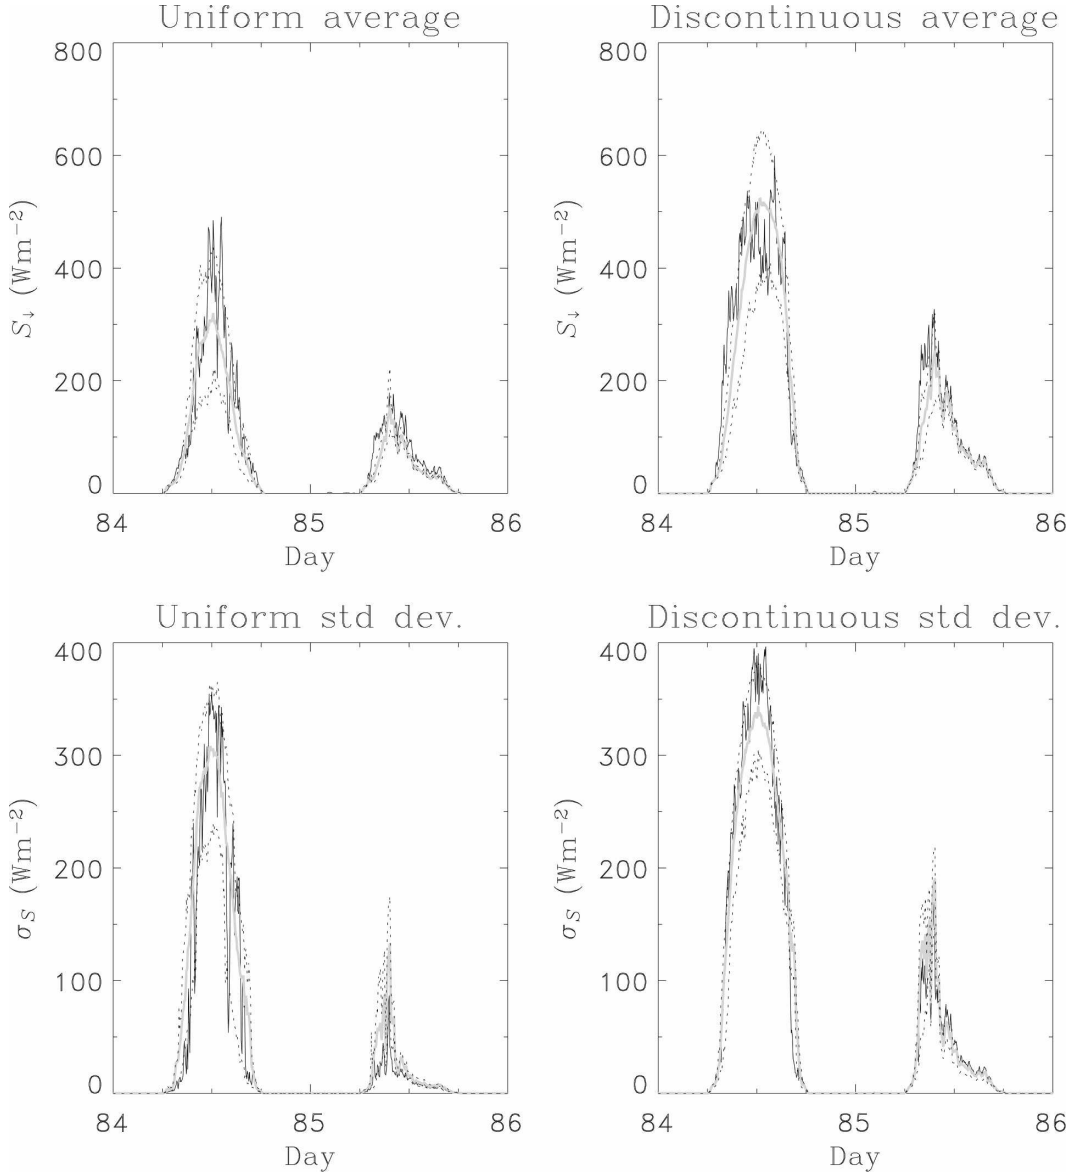 Uniform average
Discontinuous average
800
600
400
200
0
S↓ (Wm−2)
84
85
86
Day
800
600
400
200
0
S↓ (Wm−2)
84
85
86
Day
Uniform std dev.
Discontinuous std dev.
400
300
200
100
0
σS (Wm−2)
84
85
86
Day
400
300
200
100
0
σS (Wm−2)
84
85
86
Day